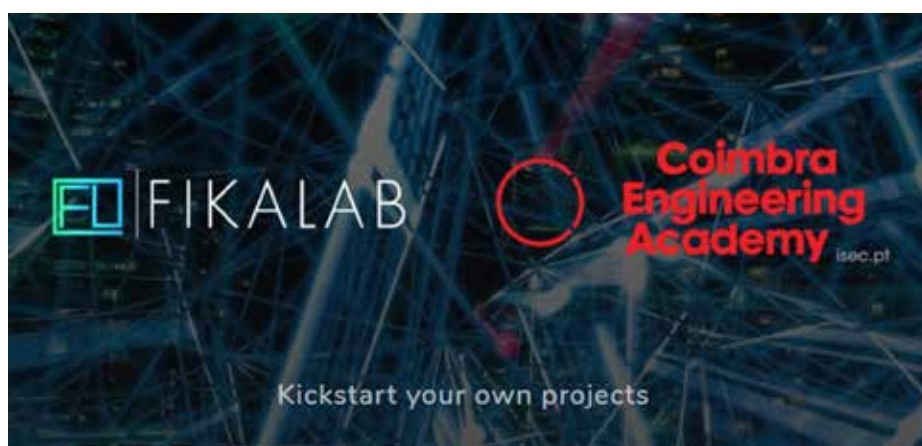 FL FIKALAB
Coimbra
Engineering
Academy
isec.pt
Kickstart your own projects